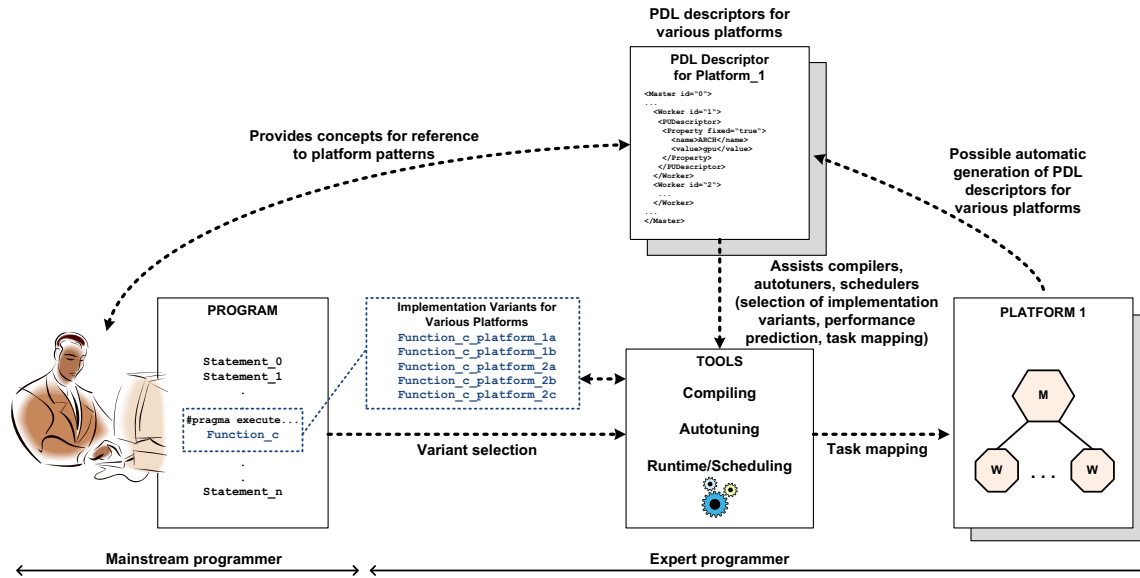 PDL descriptors for
various platforms
PDL Descriptor
for Platform_1
<Master id="0">
...
<Worker id="1">
<PUDescriptor>
<Property fixed="true">
<name>ARCH</name>
<value>gpu</value>
</Property>
</PUDescriptor>
</Worker>
<Worker id="2">
...
</Worker>
...
</Master>
Provides concepts for reference
to platform patterns
Possible automatic
generation of PDL
descriptors for
various platforms
Assists compilers,
autotuners, schedulers
(selection of implementation
variants, performance
prediction, task mapping)
PROGRAM
Statement_0
Statement_1
.
#pragma execute...
Function_c
.
.
Statement_n
Implementation Variants for
Various Platforms
Function_c_platform_1a
Function_c_platform_1b
Function_c_platform_2a
Function_c_platform_2b
Function_c_platform_2c
Variant selection
TOOLS
Compiling
Autotuning
Runtime/Scheduling
Task mapping
PLATFORM 1
M
W ... W
Mainstream programmer
Expert programmer